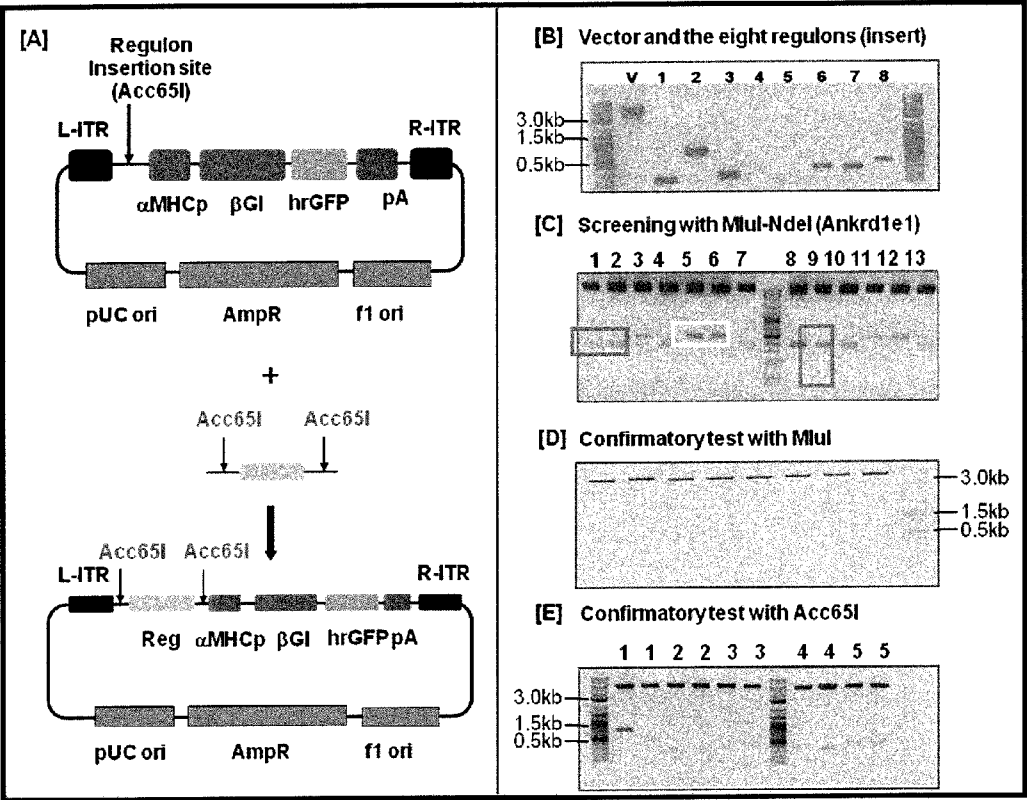 [A]
Regulon
Insertion site
(Acc65I)
L-ITR
R-ITR
αMHCp βGI hrGFP pA
pUC ori AmpR f1 ori
+
Acc65I Acc65I
Acc65I Acc65I
L-ITR
R-ITR
Reg αMHCp βGI hrGFP pA
pUC ori AmpR f1 ori
[B] Vector and the eight regulons (insert)
V 1 2 3 4 5 6 7 8
3.0kb
1.5kb
0.5kb
[C] Screening with MluI-NdeI (Ankrd1e1)
1 2 3 4 5 6 7 8 9 10 11 12 13
[D] Confirmatory test with MluI
3.0kb
1.5kb
0.5kb
[E] Confirmatory test with Acc65I
1 1 2 2 3 3 4 4 5 5
3.0kb
1.5kb
0.5kb